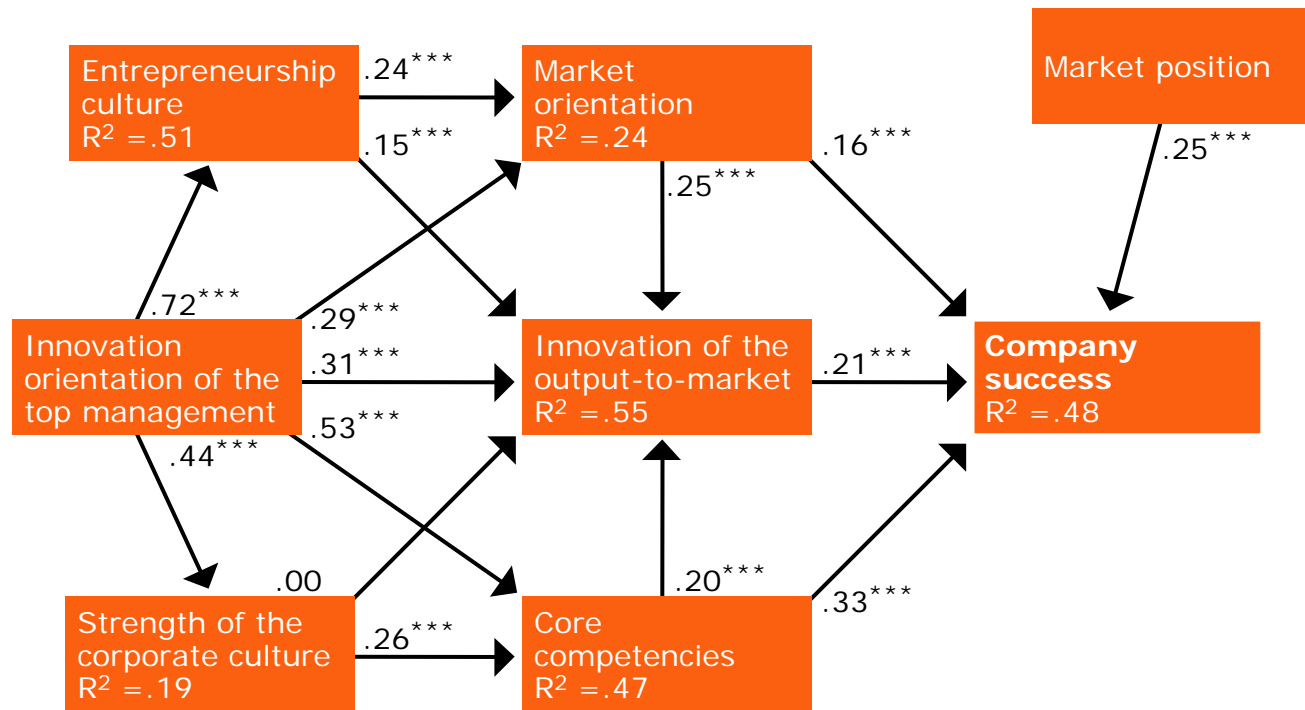 Entrepreneurship
culture
R² =.51
.24***
.15***
Market
orientation
R² =.24
.16***
.25***
Market position
.25***
.72***
.29***
.31***
.53***
.44***
Innovation
orientation of the
top management
Innovation of the
output-to-market
R² =.55
.21***
Company
success
R² =.48
.00
.26***
.20***
.33***
Strength of the
corporate culture
R² =.19
Core
competencies
R² =.47